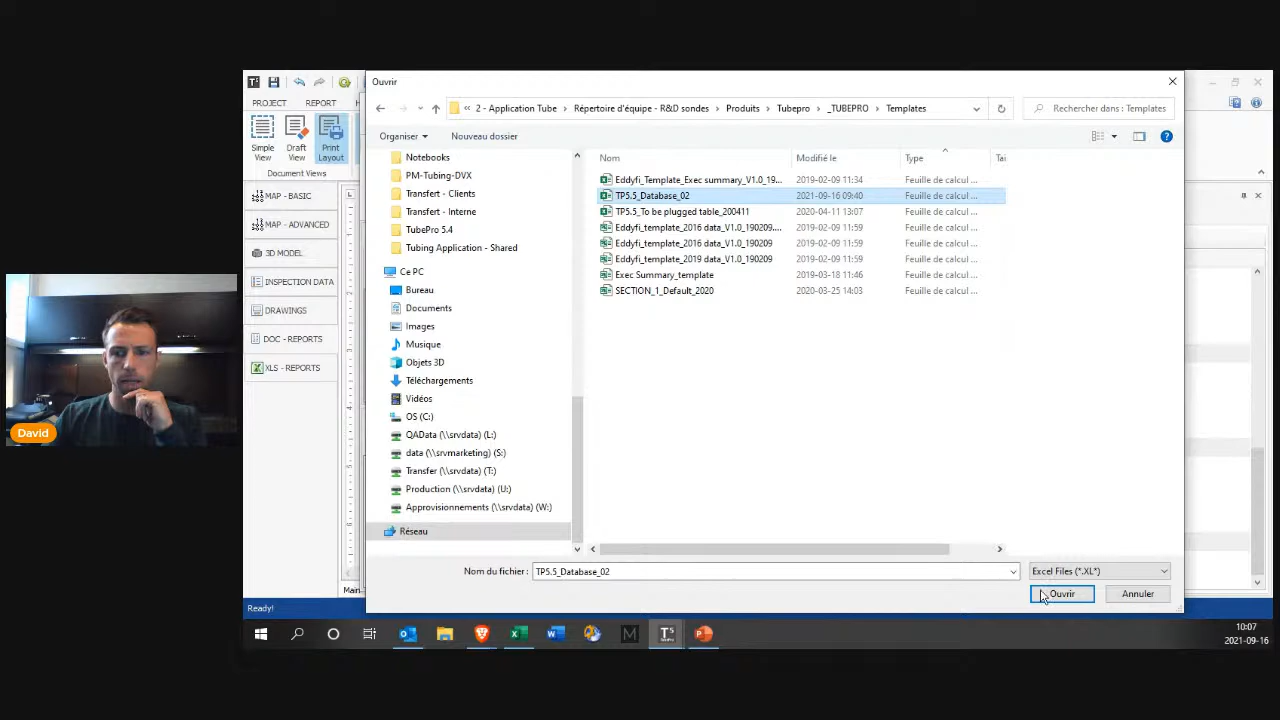 Ouvrir
PROJECT REPORT
Simple View
Draft View
Print Layout
Document Views
MAP - BASIC
MAP - ADVANCED
3D MODEL
INSPECTION DATA
DRAWINGS
DOC - REPORTS
XLS - REPORTS
Main
Ready!
« 2 - Application Tube > Répertoire d'équipe - R&D sondes > Produits > Tubepro > _TUBEPRO > Templates
Rechercher dans : Templates
Organiser Nouveau dossier
Notebooks
PM-Tubing-DVX
Transfert - Clients
Transfert - Interne
TubePro 5.4
Tubing Application - Shared
Ce PC
Bureau
Documents
Images
Musique
Objets 3D
Téléchargements
Vidéos
OS (C:)
QAData (\\srvdata) (L:)
data (\\srvmarketing) (S:)
Transfer (\\srvdata) (T:)
Production (\\srvdata) (U:)
Approvisionnements (\\srvdata) (W:)
Réseau
Nom Modifié le Type Tai
Eddyfi_Template_Exec summary_V1.0_19... 2019-02-09 11:34 Feuille de calcul ...
TP5.5_Database_02 2021-09-16 09:40 Feuille de calcul ...
TP5.5_To be plugged table_200411 2020-04-11 13:07 Feuille de calcul ...
Eddyfi_template_2016 data_V1.0_190209.... 2019-02-09 11:59 Feuille de calcul ...
Eddyfi_template_2016 data_V1.0_190209 2019-02-09 11:59 Feuille de calcul ...
Eddyfi_template_2019 data_V1.0_190209 2019-02-09 11:59 Feuille de calcul ...
Exec Summary_template 2019-03-18 11:46 Feuille de calcul ...
SECTION_1_Default_2020 2020-03-25 14:03 Feuille de calcul ...
Nom du fichier : TP5.5_Database_02 Excel Files (*.XL*)
Ouvrir Annuler
David
10:07
2021-09-16